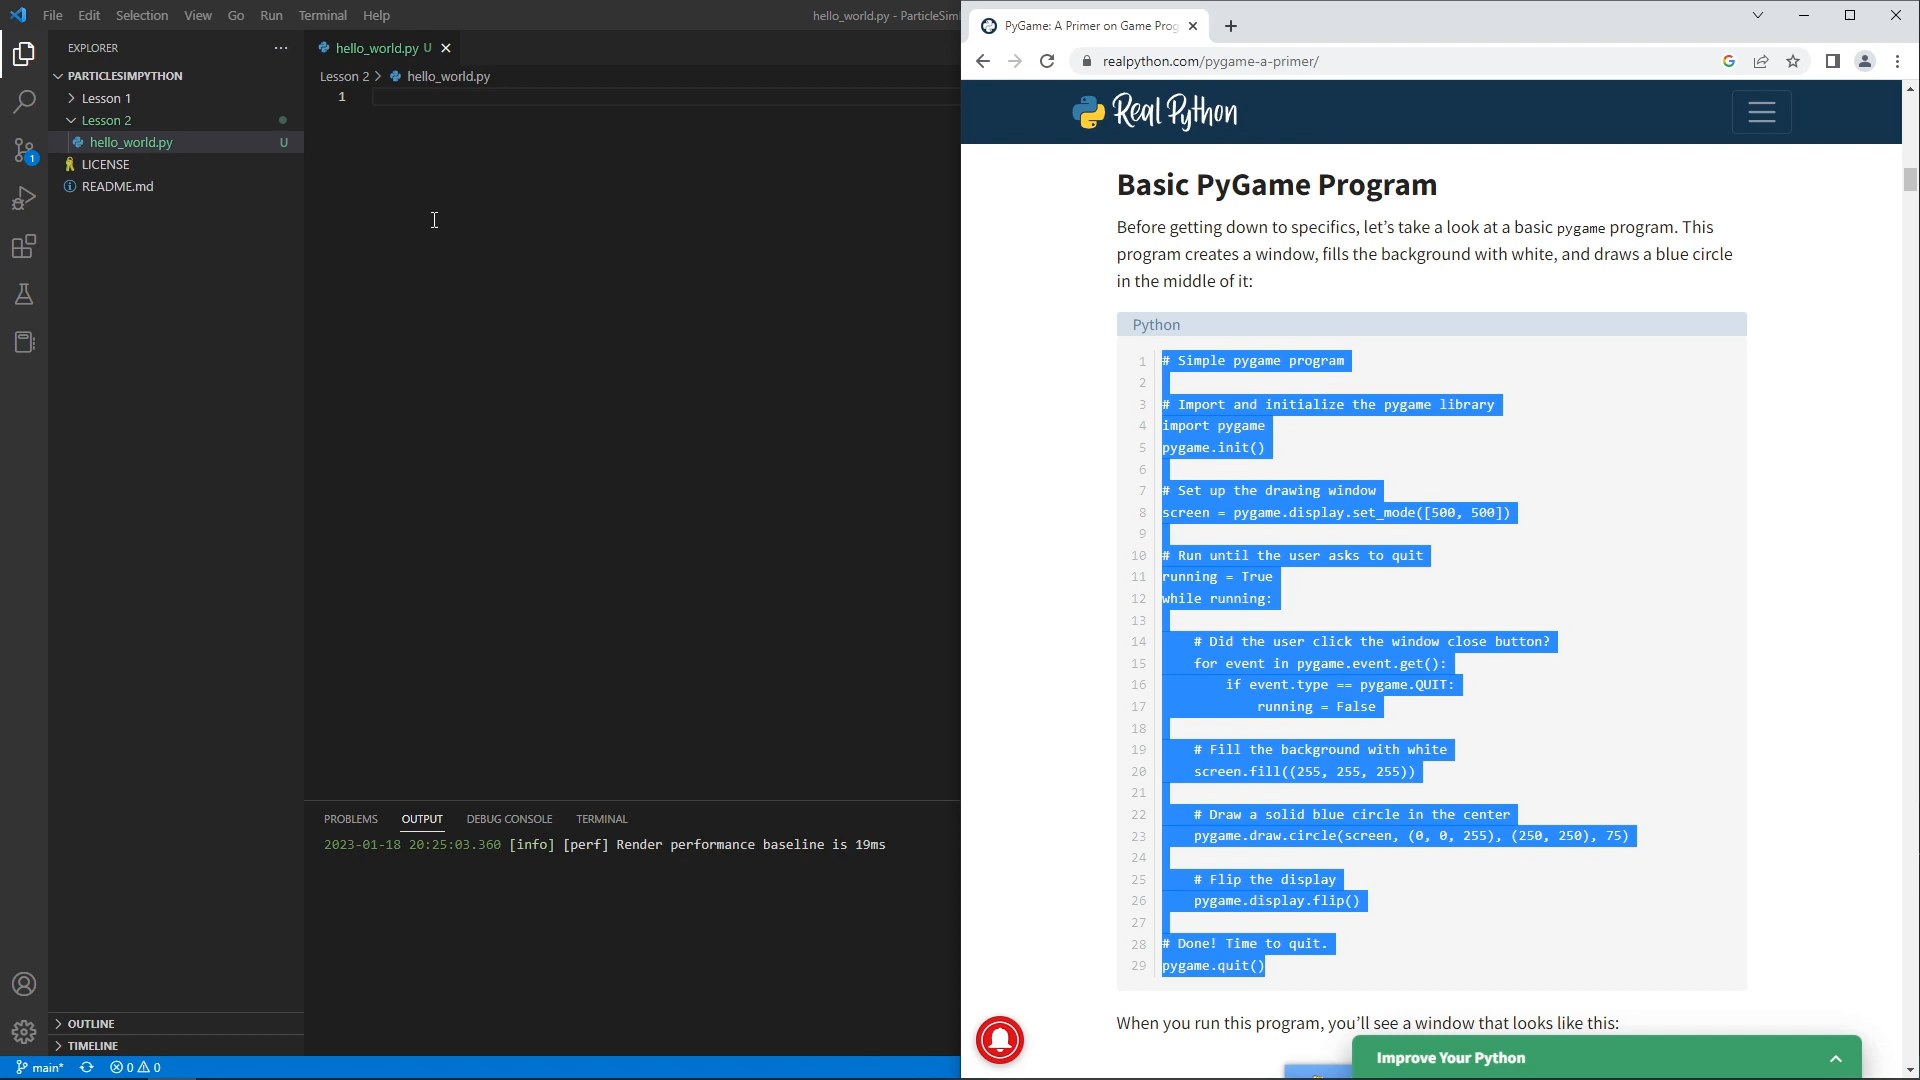 File Edit Selection View Go Run Terminal Help
hello_world.py - ParticleSim
EXPLORER
PARTICLESIMPYTHON
Lesson 1
Lesson 2
hello_world.py U
LICENSE
README.md
OUTLINE
TIMELINE
1
main* 0 0
hello_world.py U
Lesson 2 > hello_world.py
1
PROBLEMS OUTPUT DEBUG CONSOLE TERMINAL
2023-01-18 20:25:03.360 [info] [perf] Render performance baseline is 19ms
PyGame: A Primer on Game Prog
realpython.com/pygame-a-primer/
Real Python
Basic PyGame Program
Before getting down to specifics, let’s take a look at a basic pygame program. This
program creates a window, fills the background with white, and draws a blue circle
in the middle of it:
Python
1 # Simple pygame program
2
3 # Import and initialize the pygame library
4 import pygame
5 pygame.init()
6
7 # Set up the drawing window
8 screen = pygame.display.set_mode([500, 500])
9
10 # Run until the user asks to quit
11 running = True
12 while running:
13
14 # Did the user click the window close button?
15 for event in pygame.event.get():
16 if event.type == pygame.QUIT:
17 running = False
18
19 # Fill the background with white
20 screen.fill((255, 255, 255))
21
22 # Draw a solid blue circle in the center
23 pygame.draw.circle(screen, (0, 0, 255), (250, 250), 75)
24
25 # Flip the display
26 pygame.display.flip()
27
28 # Done! Time to quit.
29 pygame.quit()
When you run this program, you’ll see a window that looks like this:
Improve Your Python